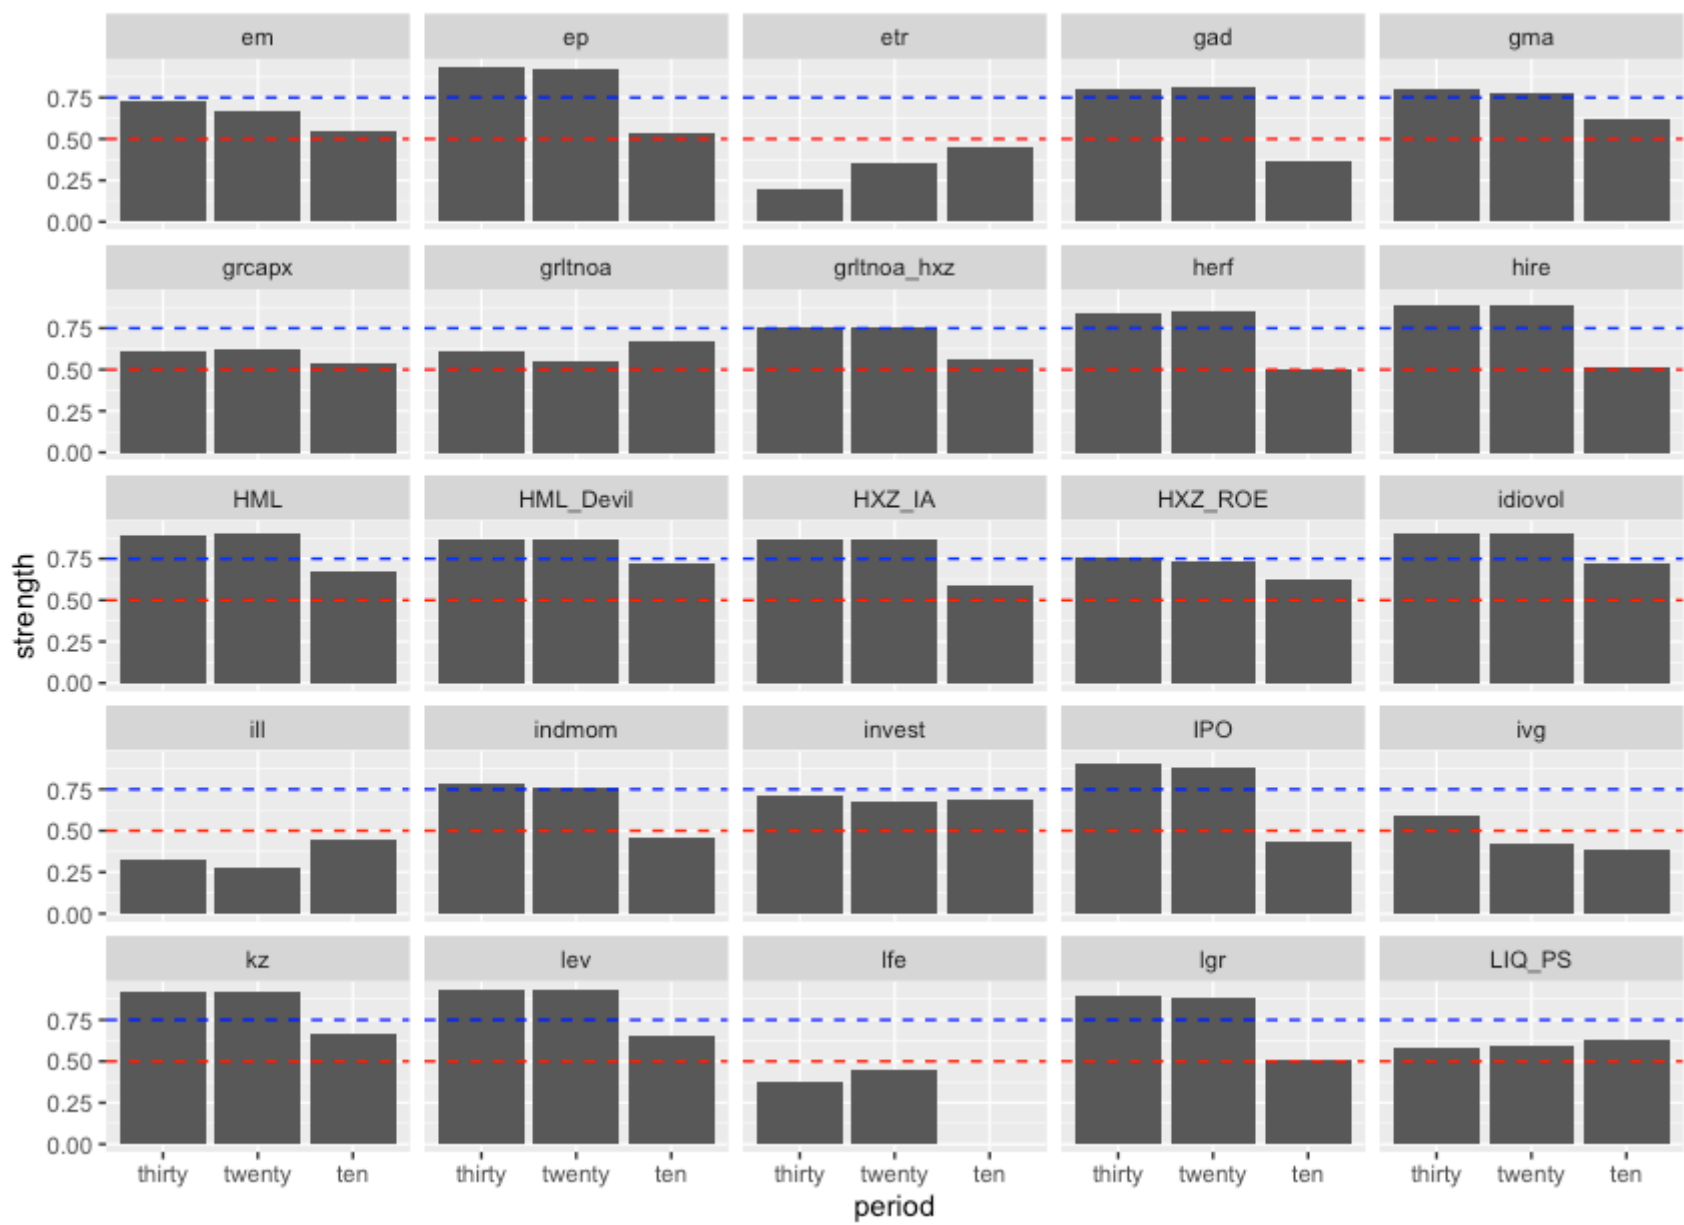 em ep etr gad gma
0.75
0.50
0.25
0.00
grcapx grltnoa grltnoa_hxz herf hire
0.75
0.50
0.25
0.00
HML HML_Devil HXZ_IA HXZ_ROE idiovol
0.75
0.50
0.25
0.00
strength
ill indmom invest IPO ivg
0.75
0.50
0.25
0.00
kz lev lfe lgr LIQ_PS
0.75
0.50
0.25
0.00
thirty twenty ten thirty twenty ten thirty twenty ten thirty twenty ten thirty twenty ten
period